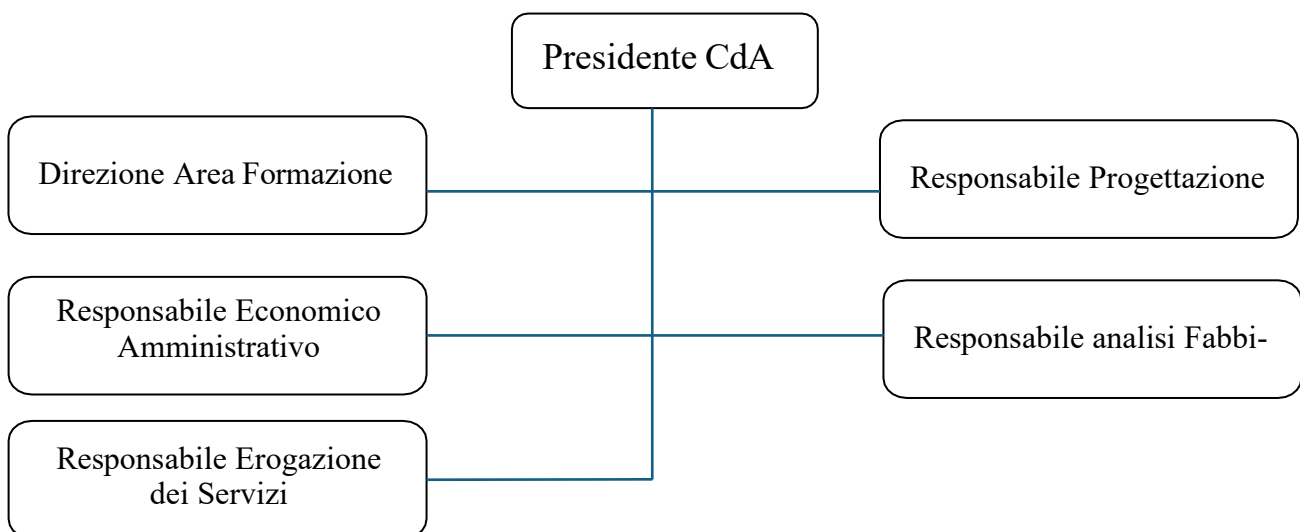 Presidente CdA
Direzione Area Formazione
Responsabile Progettazione
Responsabile Economico
Amministrativo
Responsabile analisi Fabbi-
Responsabile Erogazione
dei Servizi